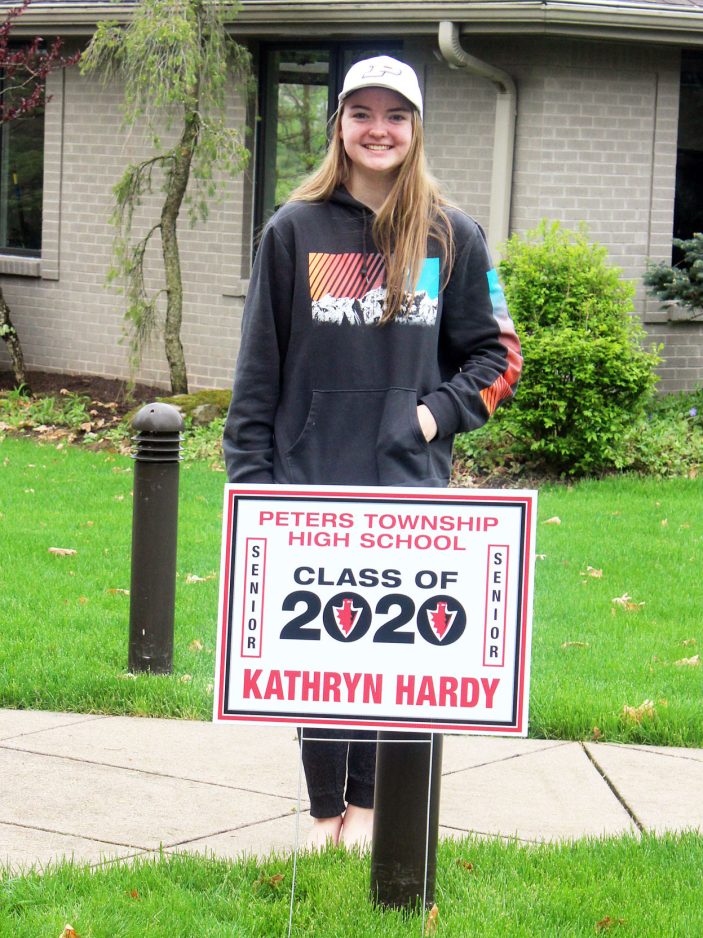 PETERS TOWNSHIP
HIGH SCHOOL
SENIOR
CLASS OF
2020
SENIOR
KATHRYN HARDY